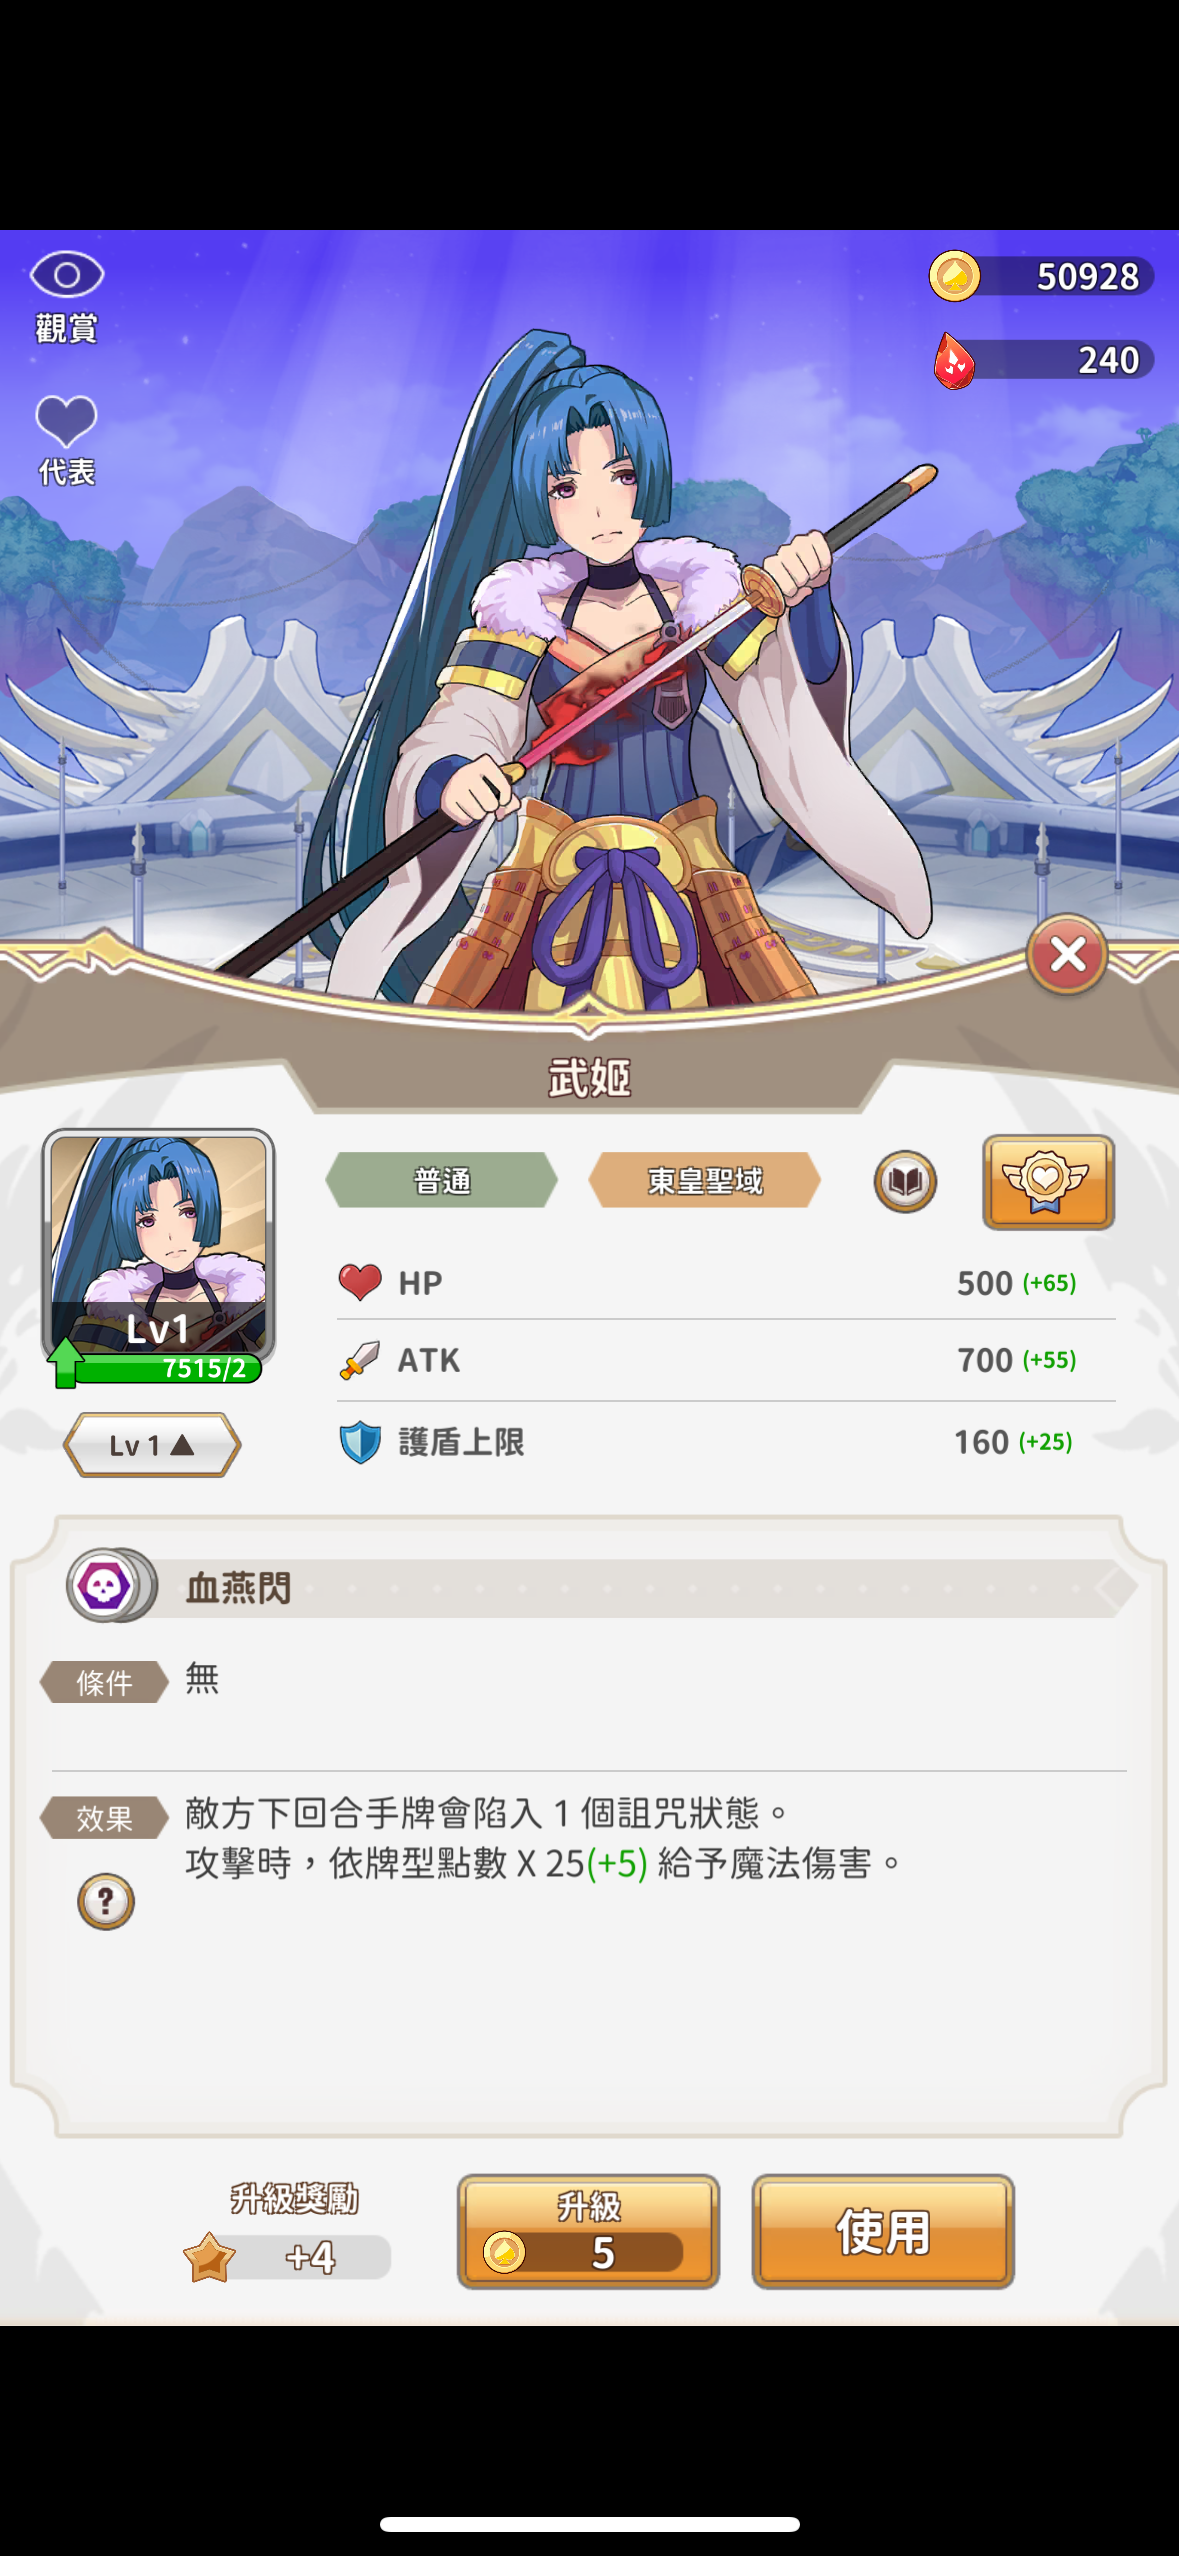 觀賞
50928
240
代表
武姬
普通
東皇聖域
HP 500 (+65)
Lv1
7515/2
ATK 700 (+55)
Lv 1 ▲
護盾上限 160 (+25)
血燕閃
條件 無
效果 敵方下回合手牌會陷入 1 個詛咒狀態。
攻擊時，依牌型點數 X 25(+5) 給予魔法傷害。
?
升級獎勵
+4
升級
5
使用